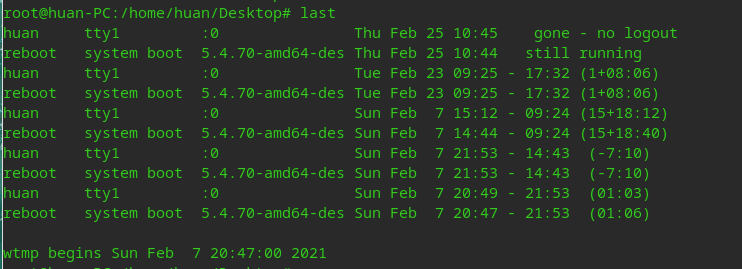 root@huan-PC:/home/huan/Desktop# last
huan     tty1         :0               Thu Feb 25 10:45    gone - no logout
reboot   system boot  5.4.70-amd64-des Thu Feb 25 10:44   still running
huan     tty1         :0               Tue Feb 23 09:25 - 17:32 (1+08:06)
reboot   system boot  5.4.70-amd64-des Tue Feb 23 09:25 - 17:32 (1+08:06)
huan     tty1         :0               Sun Feb  7 15:12 - 09:24 (15+18:12)
reboot   system boot  5.4.70-amd64-des Sun Feb  7 14:44 - 09:24 (15+18:40)
huan     tty1         :0               Sun Feb  7 21:53 - 14:43  (-7:10)
reboot   system boot  5.4.70-amd64-des Sun Feb  7 21:53 - 14:43  (-7:10)
huan     tty1         :0               Sun Feb  7 20:49 - 21:53  (01:03)
reboot   system boot  5.4.70-amd64-des Sun Feb  7 20:47 - 21:53  (01:06)
wtmp begins Sun Feb  7 20:47:00 2021